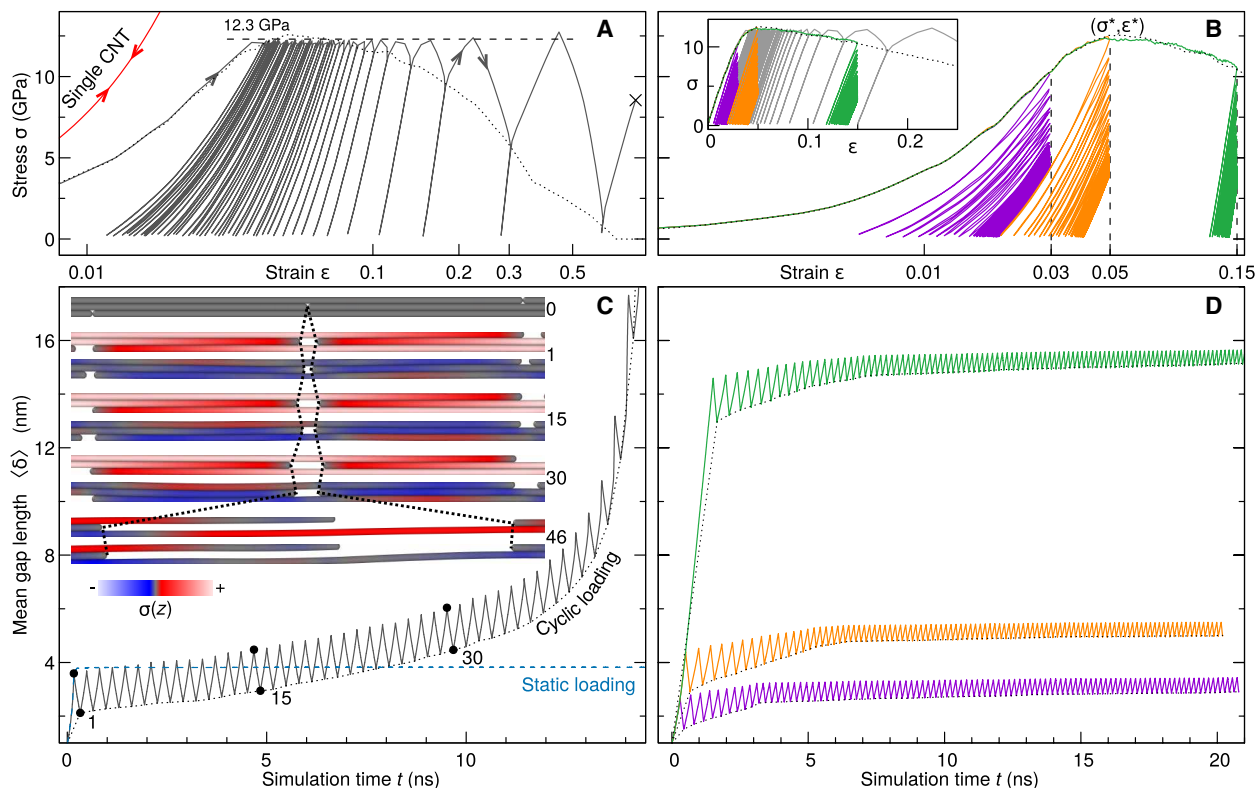 12.3 GPa
A
Single CNT
Stress σ (GPa)
10
5
0
0.01
0.1
0.2
0.3
0.5
Strain ε
(σ*,ε*)
B
10
σ
0
0
0.1
0.2
ε
Strain ε
0.01
0.03
0.05
0.15
C
0
1
15
30
46
-
+
σ(z)
Mean gap length ⟨δ⟩ (nm)
16
12
8
4
Cyclic loading
Static loading
1
15
30
0
5
10
Simulation time t (ns)
D
0
5
10
15
20
Simulation time t (ns)